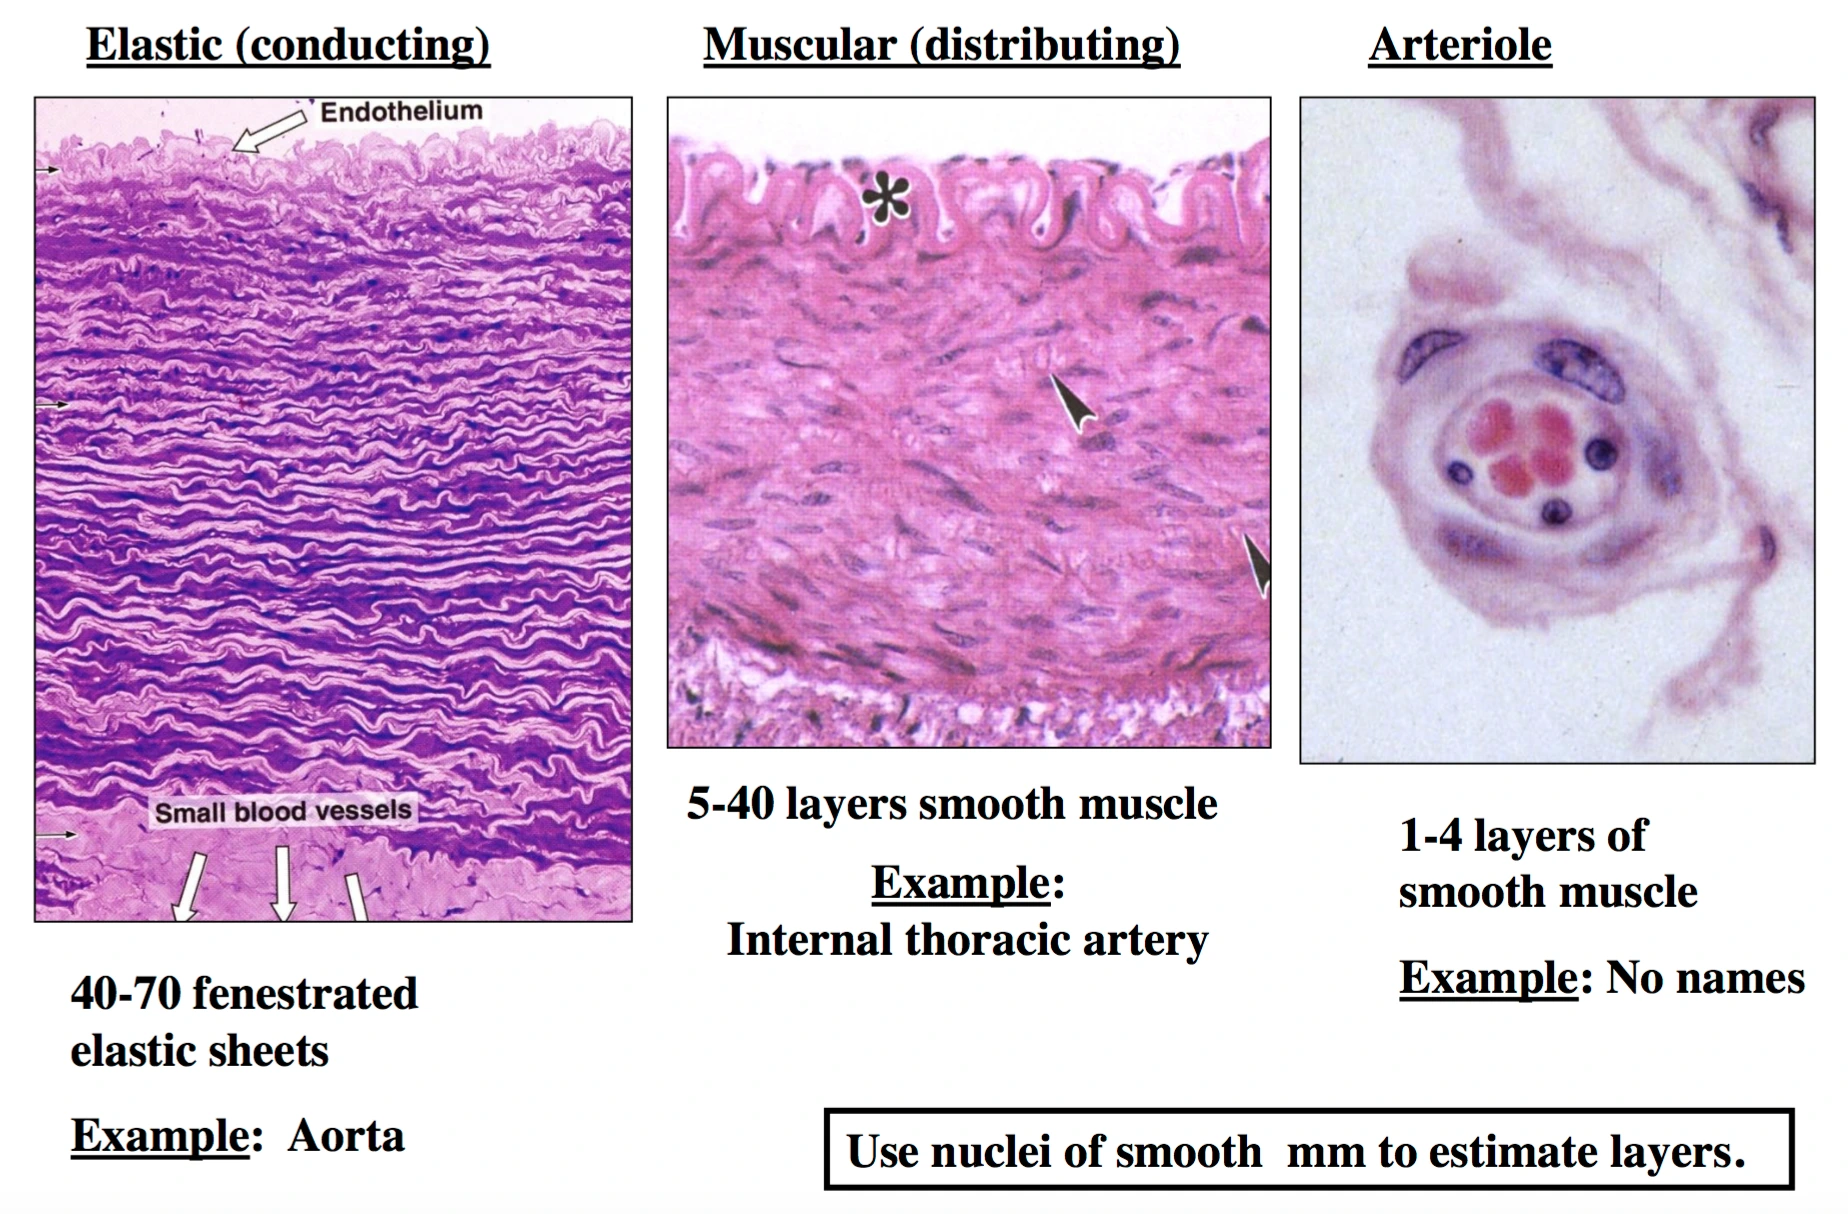 Elastic (conducting)
Endothelium
Small blood vessels
40-70 fenestrated
elastic sheets
Example:  Aorta
Muscular (distributing)
*
5-40 layers smooth muscle
Example:
Internal thoracic artery
Arteriole
1-4 layers of
smooth muscle
Example: No names
Use nuclei of smooth  mm to estimate layers.